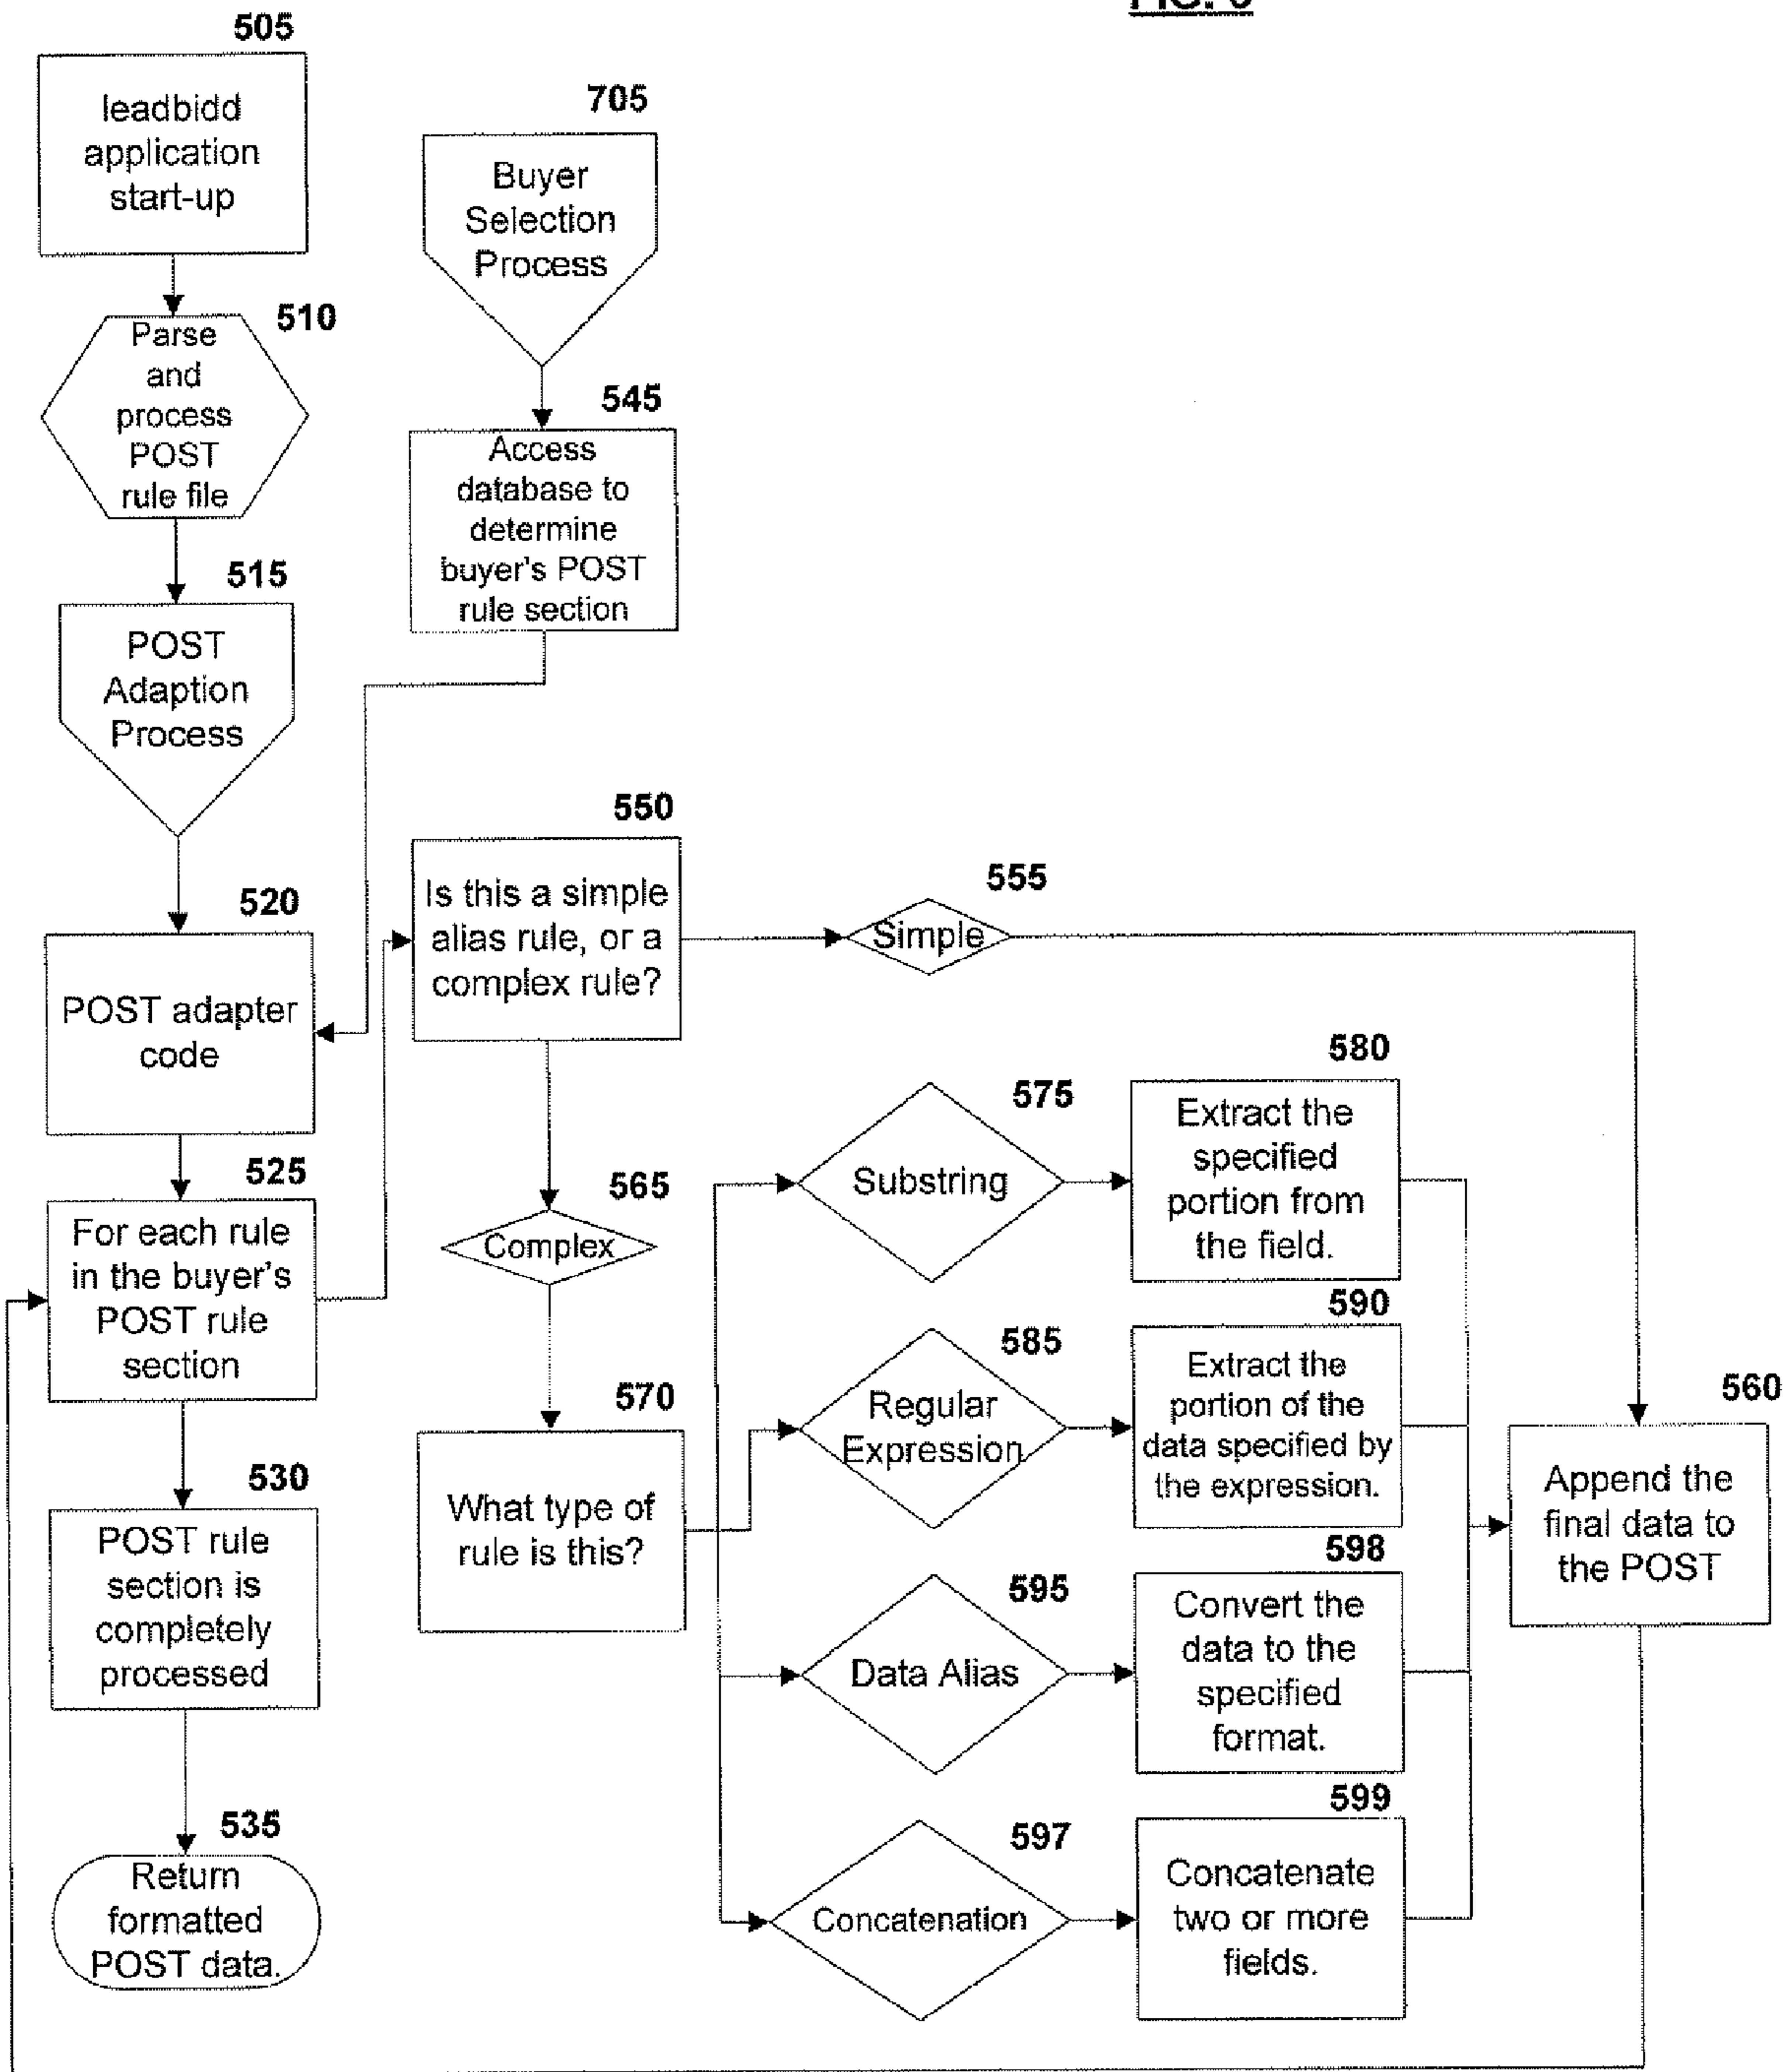 505
leadbidd
application
start-up
510
Parse
and
process
POST
rule file
515
POST
Adaption
Process
520
POST adapter
code
525
For each rule
in the buyer's
POST rule
section
530
POST rule
section is
completely
processed
535
Return
formatted
POST data.
705
Buyer
Selection
Process
545
Access
database to
determine
buyer's POST
rule section
550
Is this a simple
alias rule, or a
complex rule?
555
Simple
565
Complex
570
What type of
rule is this?
575
Substring
580
Extract the
specified
portion from
the field.
585
Regular
Expression
590
Extract the
portion of the
data specified by
the expression.
595
Data Alias
598
Convert the
data to the
specified
format.
597
Concatenation
599
Concatenate
two or more
fields.
560
Append the
final data to
the POST